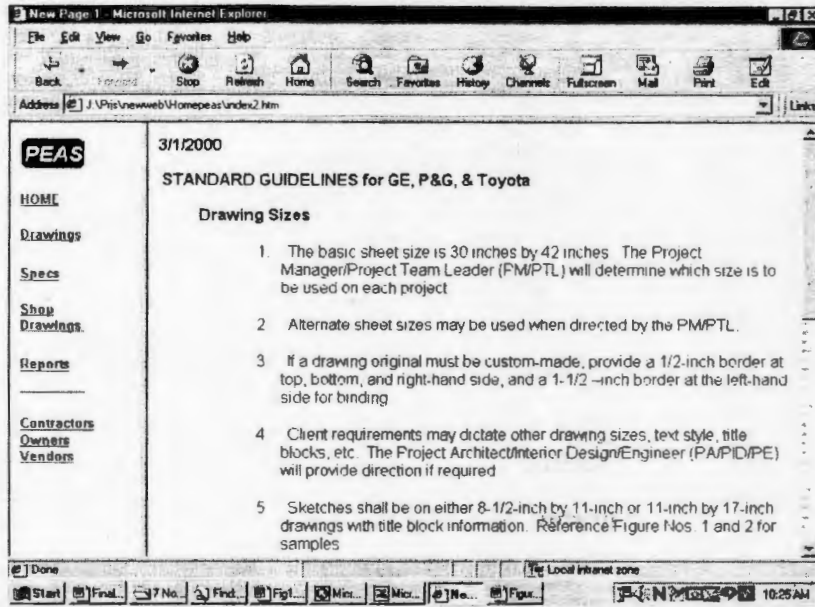 New Page 1 - Microsoft Internet Explorer
File Edit View Go Favorites Help
Back Forward Stop Refresh Home Search Favorites History Channels Fullscreen Mail Print Edit
Address J:\Prjs\newweb\Homepeas\index2.htm Links
PEAS
HOME
Drawings
Specs
Shop
Drawings
Reports
Contractors
Owners
Vendors
3/1/2000
STANDARD GUIDELINES for GE, P&G, & Toyota
Drawing Sizes
1. The basic sheet size is 30 inches by 42 inches The Project
Manager/Project Team Leader (PM/PTL) will determine which size is to
be used on each project
2 Alternate sheet sizes may be used when directed by the PM/PTL.
3 If a drawing original must be custom-made, provide a 1/2-inch border at
top, bottom, and right-hand side, and a 1-1/2 –inch border at the left-hand
side for binding
4 Client requirements may dictate other drawing sizes, text style, title
blocks, etc. The Project Architect/Interior Design/Engineer (PA/PID/PE)
will provide direction if required
5 Sketches shall be on either 8-1/2-inch by 11-inch or 11-inch by 17-inch
drawings with title block information. Reference Figure Nos. 1 and 2 for
samples
Done Local intranet zone
Start Final... 7 No... Find... Fig1... Micr... Micr... Ne... Figur... 10:25 AM